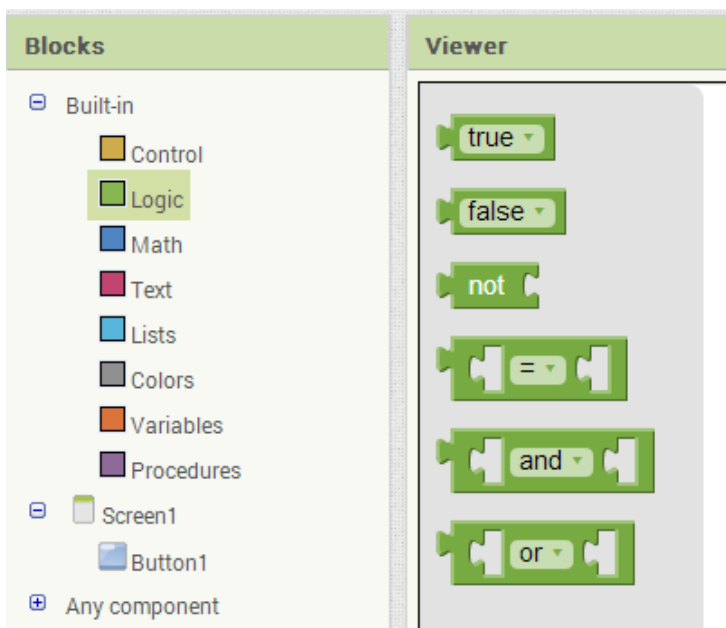 Blocks
Built-in
Control
Logic
Math
Text
Lists
Colors
Variables
Procedures
Screen1
Button1
Any component
Viewer
true
false
not
=
and
or